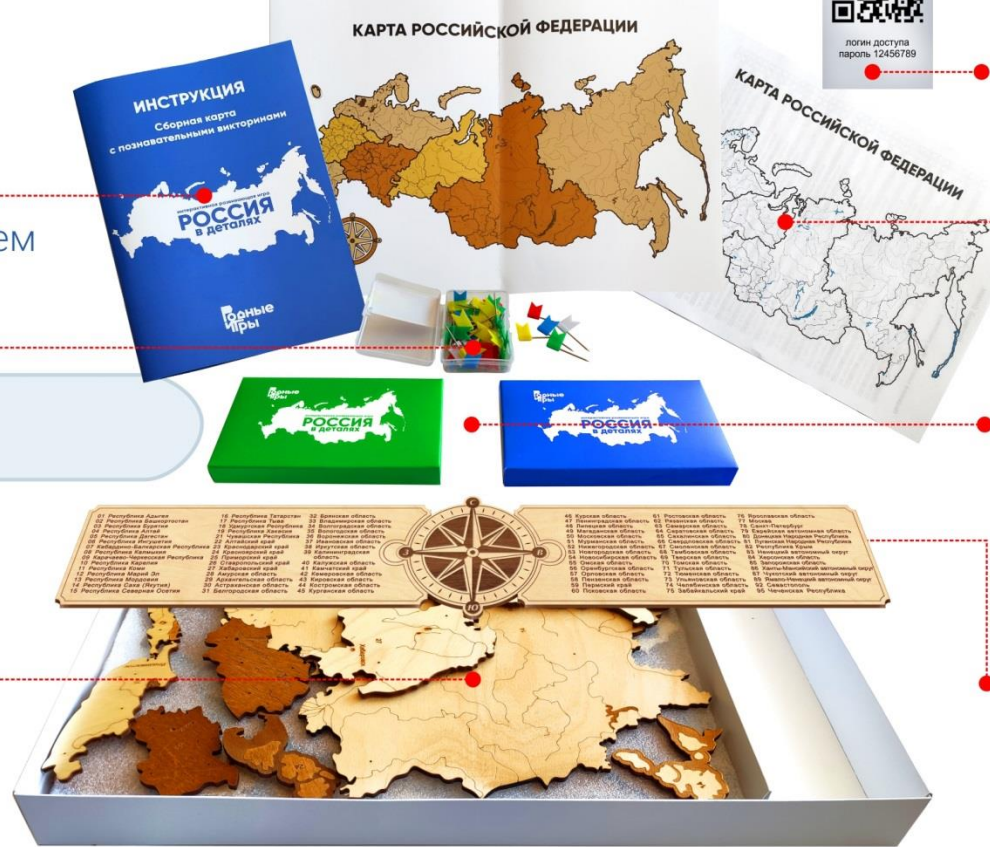 КАРТА РОССИЙСКОЙ ФЕДЕРАЦИИ
логин доступа
пароль 12456789
ИНСТРУКЦИЯ
Сборная карта
с познавательными викторинами
интерактивная развивающая игра
РОССИЯ
в деталях
Родные
Игры
КАРТА РОССИЙСКОЙ ФЕДЕРАЦИИ
ем
Родные
Игры
РОССИЯ
в деталях
Родные
Игры
РОССИЯ
в деталях
С
В
Ю
01 Республика Адыгея
02 Республика Башкортостан
03 Республика Бурятия
04 Республика Алтай
05 Республика Дагестан
06 Республика Ингушетия
07 Кабардино-Балкарская Республика
08 Республика Калмыкия
09 Карачаево-Черкесская Республика
10 Республика Карелия
11 Республика Коми
12 Республика Марий Эл
13 Республика Мордовия
14 Республика Саха (Якутия)
15 Республика Северная Осетия
16 Республика Татарстан
17 Республика Тыва
18 Удмуртская Республика
19 Республика Хакасия
21 Чувашская Республика
22 Алтайский край
23 Краснодарский край
24 Красноярский край
25 Приморский край
26 Ставропольский край
27 Хабаровский край
28 Амурская область
29 Архангельская область
30 Астраханская область
31 Белгородская область
32 Брянская область
33 Владимирская область
34 Волгоградская область
35 Вологодская область
36 Воронежская область
37 Ивановская область
38 Иркутская область
39 Калининградская
область
40 Калужская область
41 Камчатский край
42 Кемеровская область
43 Кировская область
44 Костромская область
45 Курганская область
46 Курская область
47 Ленинградская область
48 Липецкая область
49 Магаданская область
50 Московская область
51 Мурманская область
52 Нижегородская область
53 Новгородская область
54 Новосибирская область
55 Омская область
56 Оренбургская область
57 Орловская область
58 Пензенская область
59 Пермский край
60 Псковская область
61 Ростовская область
62 Рязанская область
63 Самарская область
64 Саратовская область
65 Сахалинская область
66 Свердловская область
67 Смоленская область
68 Тамбовская область
69 Тверская область
70 Томская область
71 Тульская область
72 Тюменская область
73 Ульяновская область
74 Челябинская область
75 Забайкальский край
76 Ярославская область
77 Москва
78 Санкт-Петербург
79 Еврейская автономная область
80 Донецкая Народная Республика
81 Луганская Народная Республика
82 Республика Крым
83 Ненецкий автономный округ
84 Херсонская область
85 Запорожская область
86 Ханты-Мансийский автономный округ
87 Чукотский автономный округ
89 Ямало-Ненецкий автономный округ
92 Севастополь
95 Чеченская Республика